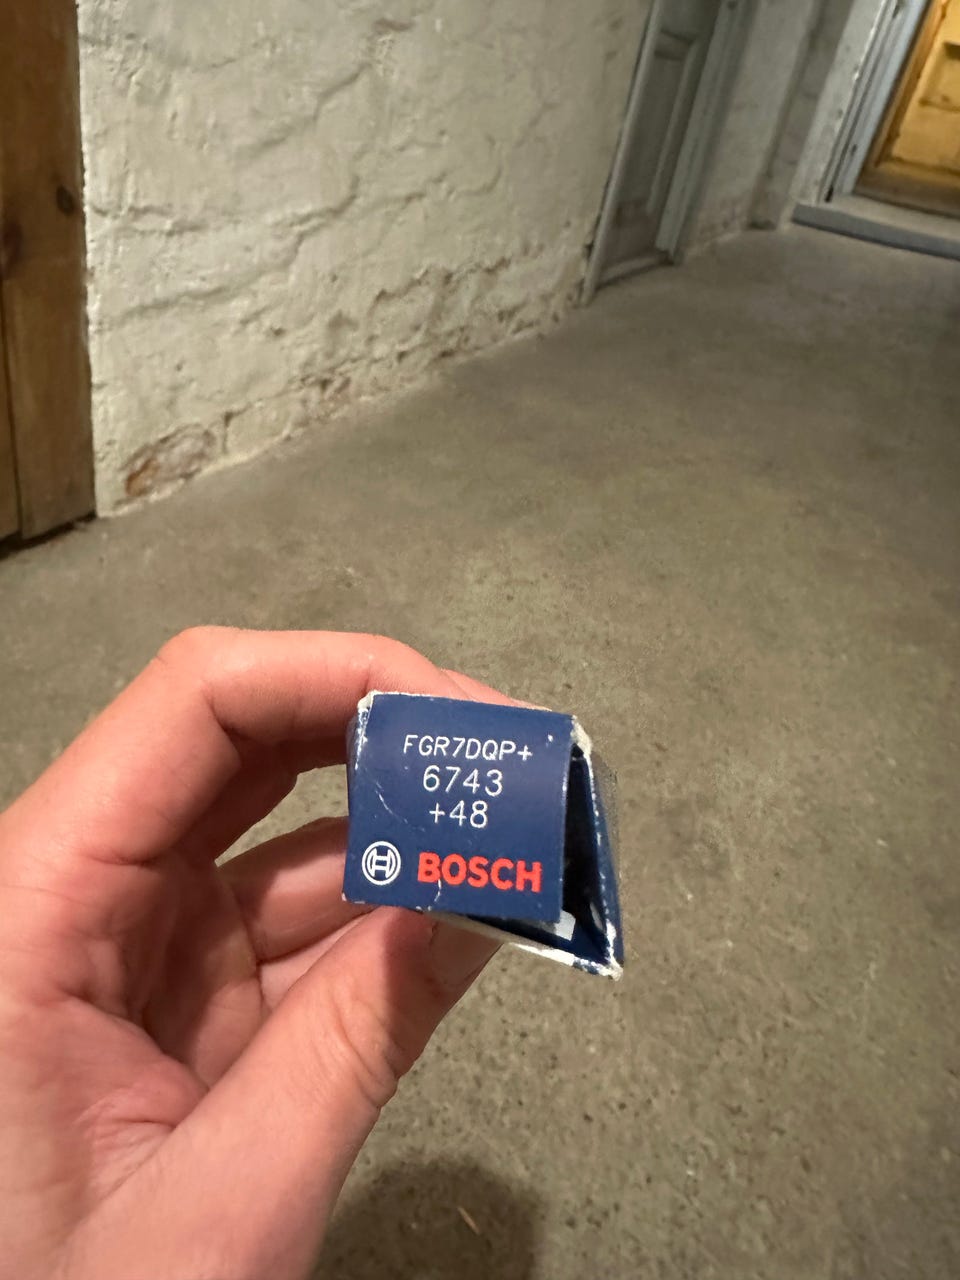 FGR7DQP+
6743
+48
BOSCH